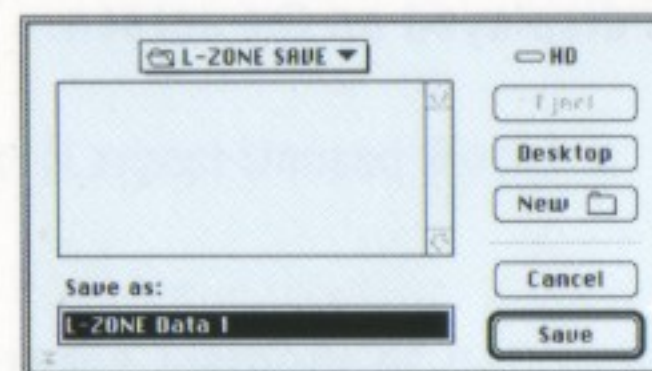 L-ZONE SAVE
HD
Eject
Desktop
New
Save as:
Cancel
L-ZONE Data 1
Save